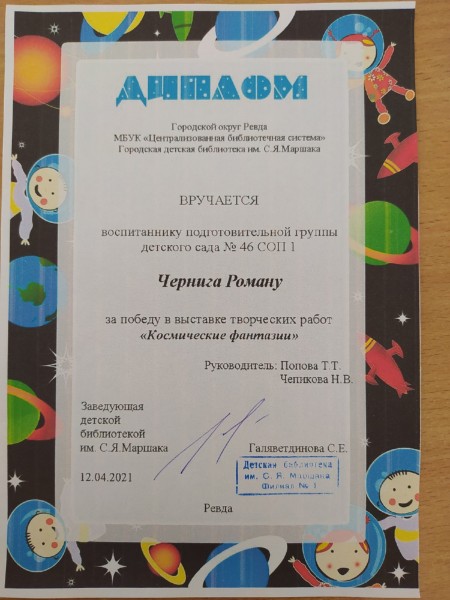 ДИПЛОМ
Городской округ Ревда
МБУК «Централизованная библиотечная система»
Городская детская библиотека им. С.Я.Маршака
ВРУЧАЕТСЯ
воспитаннику подготовительной группы
детского сада № 46 СОП 1
Чернига Роману
за победу в выставке творческих работ
«Космические фантазии»
Руководитель: Попова Т.Т.
Чепикова Н.В.
Заведующая
детской
библиотекой
им. С.Я.Маршака
Галяветдинова С.Е.
12.04.2021
Детская библиотека
им. С. Я. Маршака
Филиал № 1
Ревда